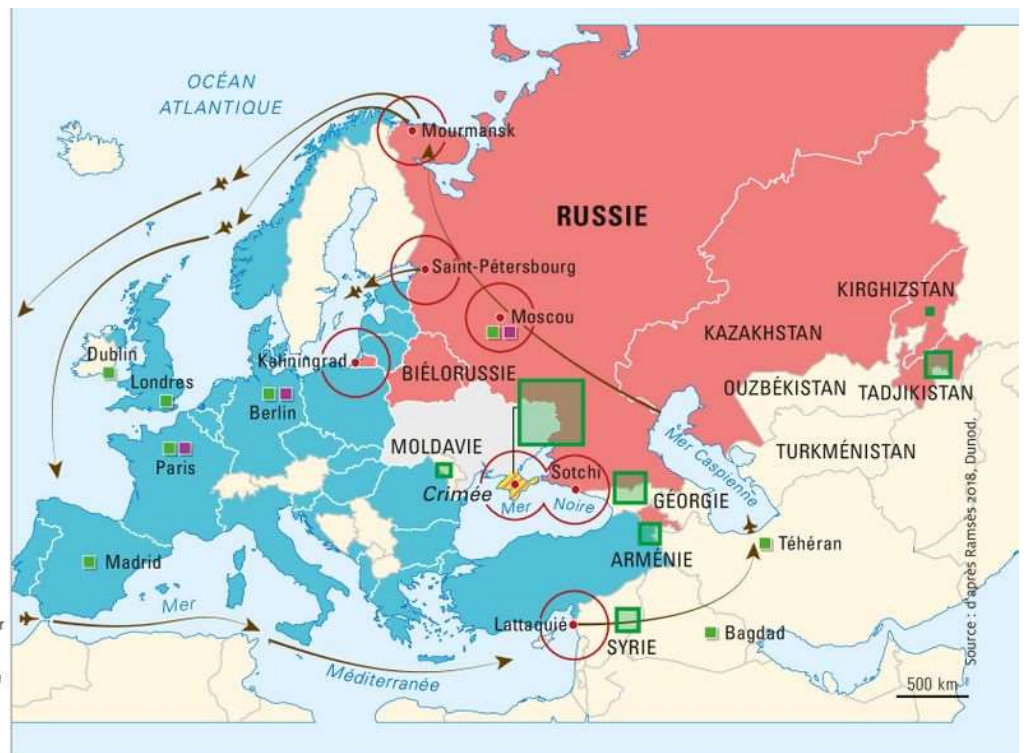 OCÉAN
ATLANTIQUE
Mourmansk
RUSSIE
Saint-Pétersbourg
KIRGHIZSTAN
Moscou
KAZAKHSTAN
Dublin
Kaliningrad
BIÉLORUSSIE
Londres
OUZBÉKISTAN
TADJIKISTAN
Berlin
MOLDAVIE
TURKMÉNISTAN
Paris
Sotchi
Mer Caspienne
Crimée
Mer Noire
GÉORGIE
Madrid
ARMÉNIE
Téhéran
Mer
Méditerranée
Lattaquié
SYRIE
Bagdad
500 km
source : d'après Ramsès 2018, Dunod.